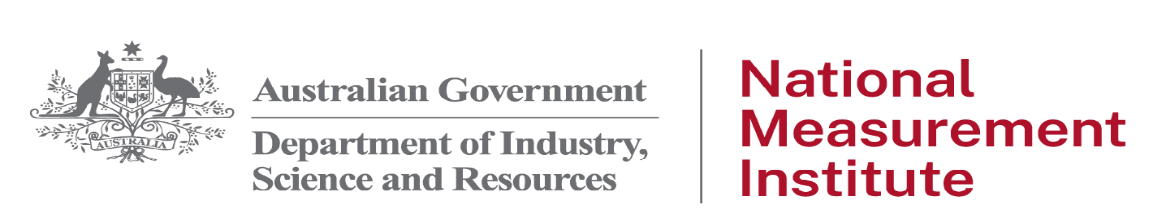 AUSTRALIA
Australian Government
Department of Industry,
Science and Resources
National
Measurement
Institute